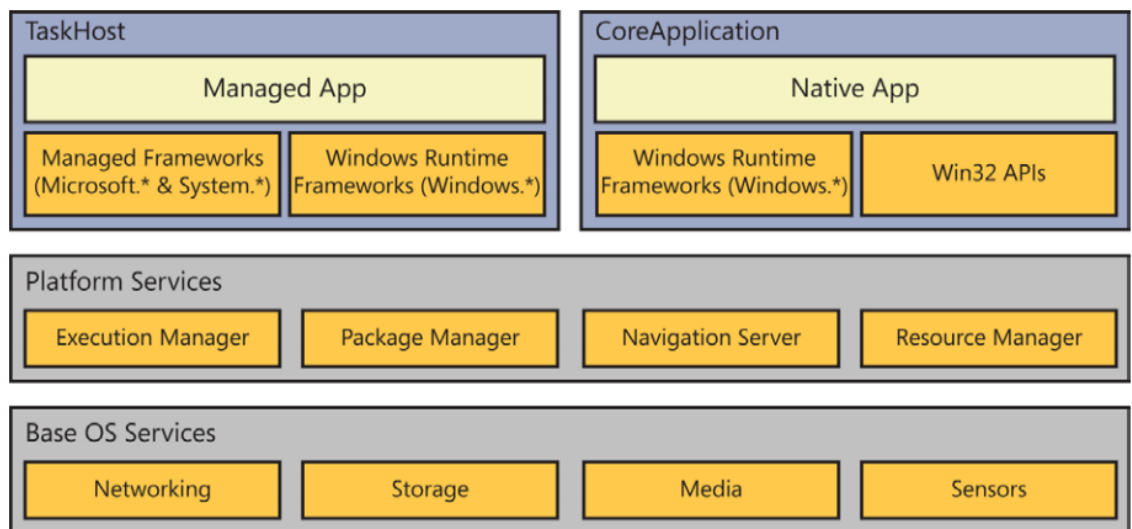 TaskHost
Managed App
Managed Frameworks
(Microsoft.* & System.*)
Windows Runtime
Frameworks (Windows.*)
CoreApplication
Native App
Windows Runtime
Frameworks (Windows.*)
Win32 APIs
Platform Services
Execution Manager
Package Manager
Navigation Server
Resource Manager
Base OS Services
Networking
Storage
Media
Sensors